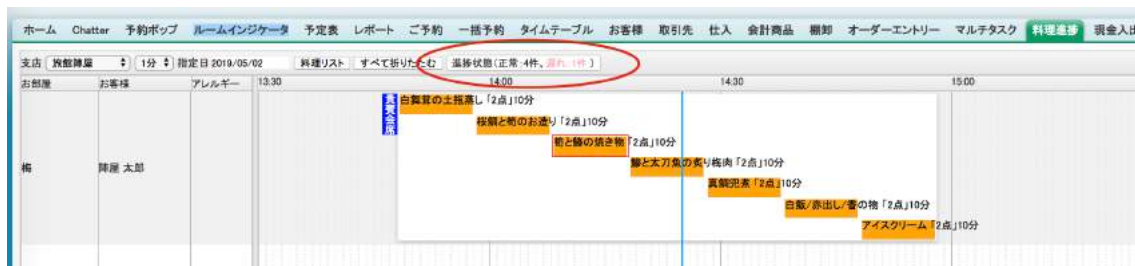 ホーム Chatter 予約ポップ ルームインジケータ 予定表 レポート ご予約 一括予約 タイムテーブル お客様 取引先 仕入 会計商品 棚卸 オーダーエントリー マルチタスク 料理進捗 現金入出
支店 旅館陣屋 1分 指定日 2019/05/02 料理リスト すべて折りたたむ 進捗状態(正常:4件、漏れ:1件)
お部屋 お客様 アレルギー 13:30 14:00 14:30 15:00
白舞茸の土瓶蒸し「2点」10分
桜鯛と筍のお造り「2点」10分
筍と鰆の焼き物「2点」10分
梅 陣屋 太郎
鰺と太刀魚の炙り梅肉「2点」10分
真鯛兜煮「2点」10分
白飯/赤出し/香の物「2点」10分
アイスクリーム「2点」10分